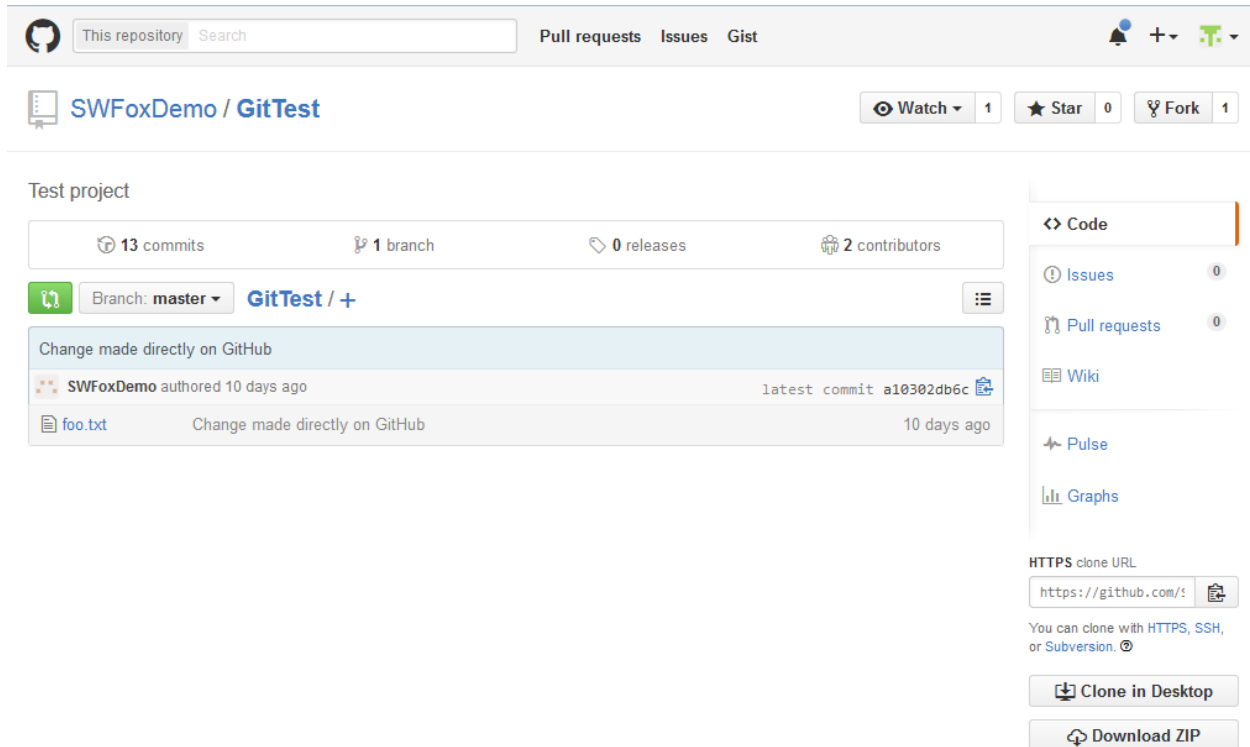 This repository Search Pull requests Issues Gist
SWFoxDemo / GitTest Watch 1 Star 0 Fork 1
Test project
13 commits 1 branch 0 releases 2 contributors
Branch: master GitTest / +
Change made directly on GitHub
SWFoxDemo authored 10 days ago latest commit a10302db6c
foo.txt Change made directly on GitHub 10 days ago
Code
Issues 0
Pull requests 0
Wiki
Pulse
Graphs
HTTPS clone URL
https://github.com/S
You can clone with HTTPS, SSH,
or Subversion.
Clone in Desktop
Download ZIP